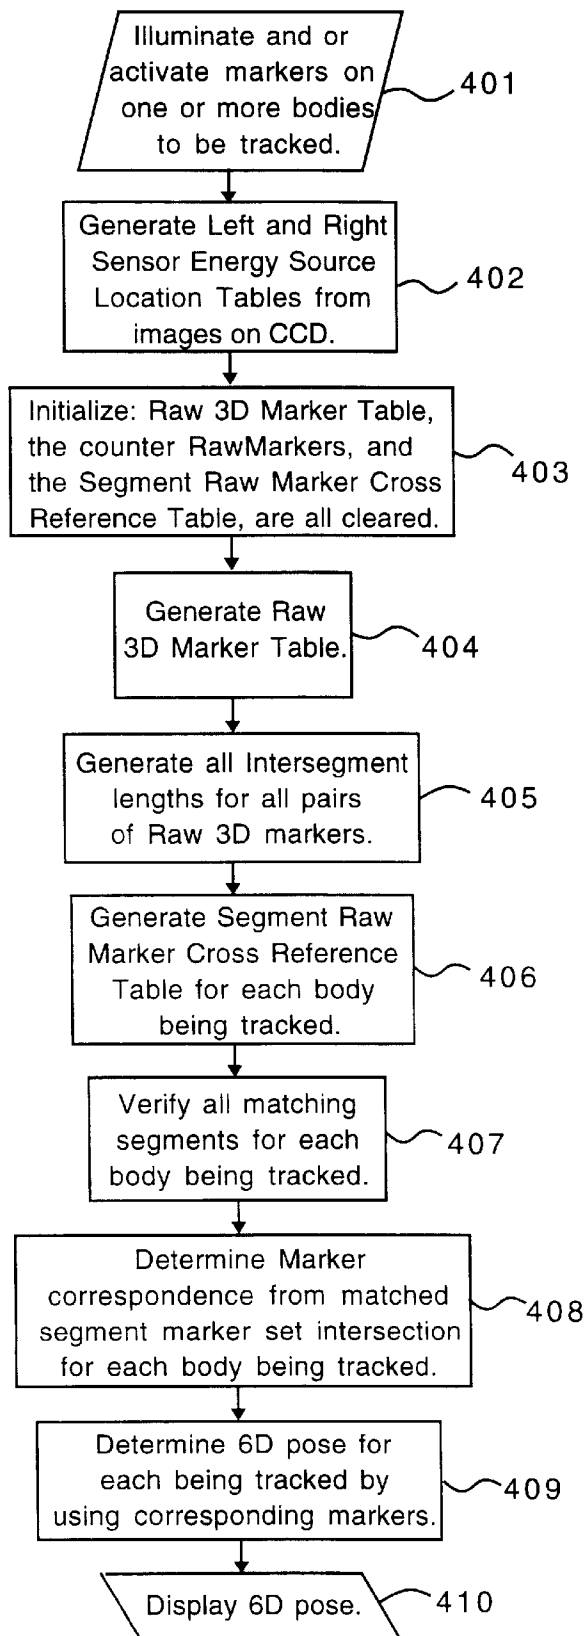 Illuminate and or
activate markers on
one or more bodies
to be tracked.
401
Generate Left and Right
Sensor Energy Source
Location Tables from
images on CCD.
402
Initialize: Raw 3D Marker Table,
the counter RawMarkers, and
the Segment Raw Marker Cross
Reference Table, are all cleared.
403
Generate Raw
3D Marker Table.
404
Generate all Intersegment
lengths for all pairs
of Raw 3D markers.
405
Generate Segment Raw
Marker Cross Reference
Table for each body
being tracked.
406
Verify all matching
segments for each
body being tracked.
407
Determine Marker
correspondence from matched
segment marker set intersection
for each body being tracked.
408
Determine 6D pose for
each being tracked by
using corresponding markers.
409
Display 6D pose.
410